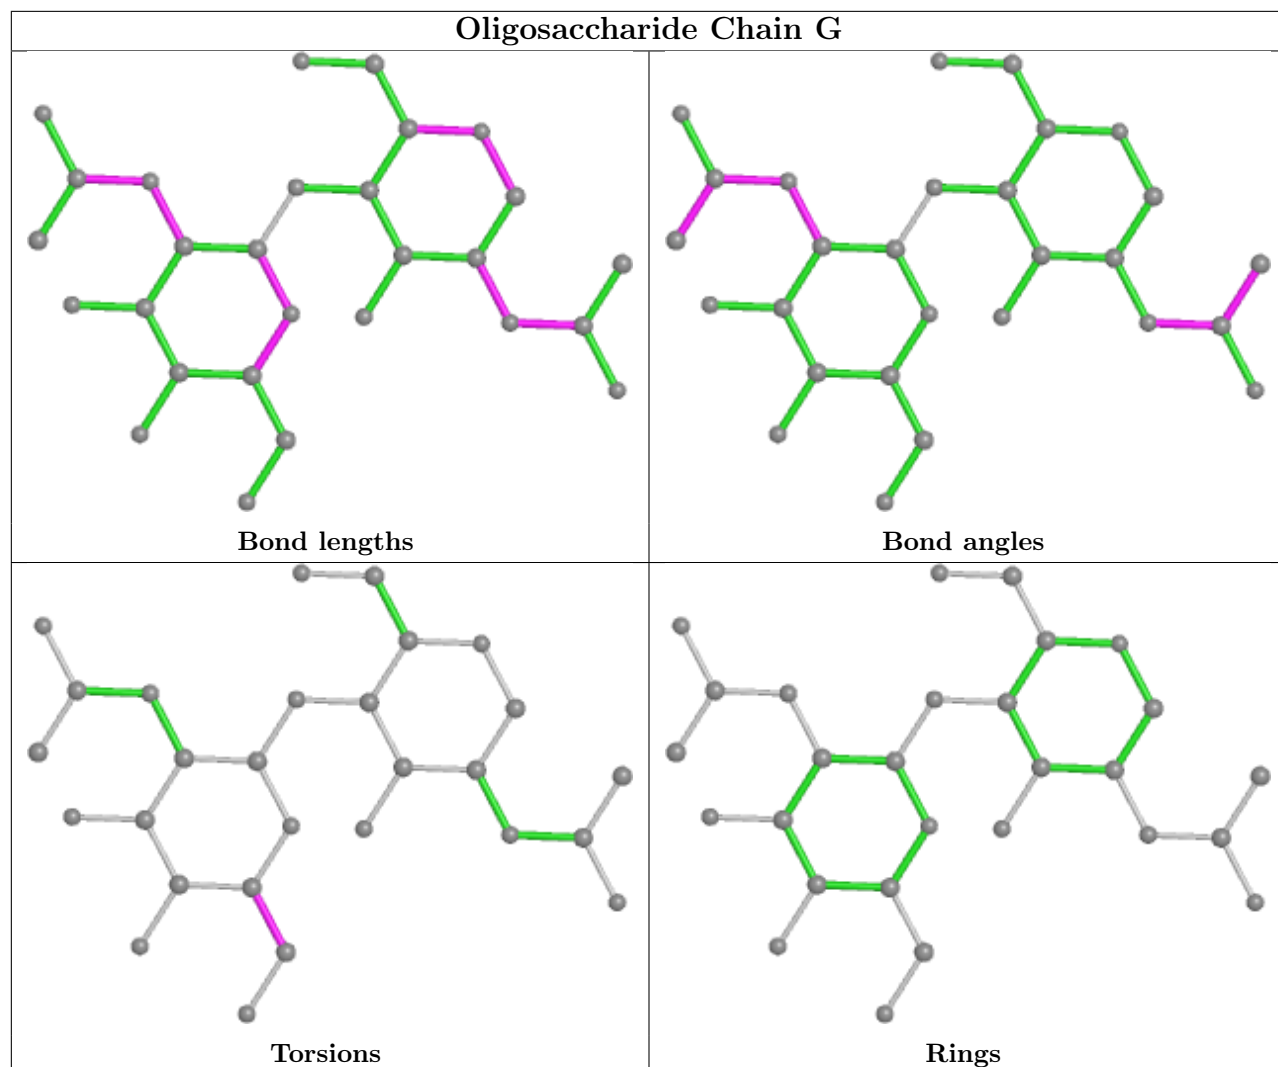 Oligosaccharide Chain G
Bond lengths
Bond angles
Torsions
Rings